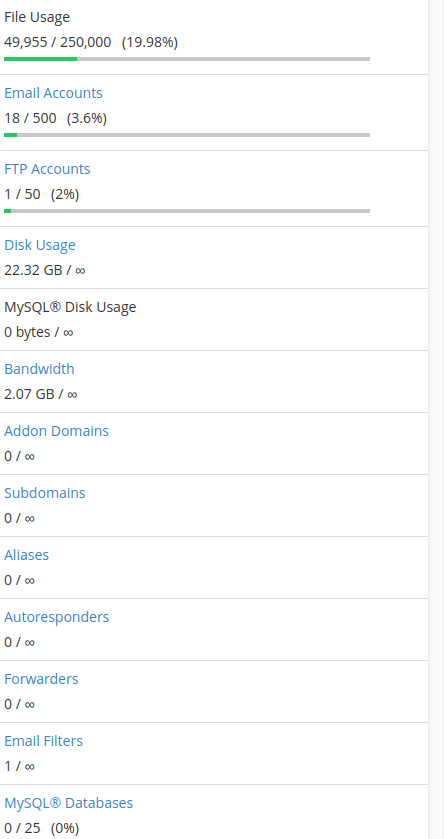 File Usage
49,955 / 250,000 (19.98%)
Email Accounts
18 / 500 (3.6%)
FTP Accounts
1 / 50 (2%)
Disk Usage
22.32 GB / ∞
MySQL® Disk Usage
0 bytes / ∞
Bandwidth
2.07 GB / ∞
Addon Domains
0 / ∞
Subdomains
0 / ∞
Aliases
0 / ∞
Autoresponders
0 / ∞
Forwarders
0 / ∞
Email Filters
1 / ∞
MySQL® Databases
0 / 25 (0%)